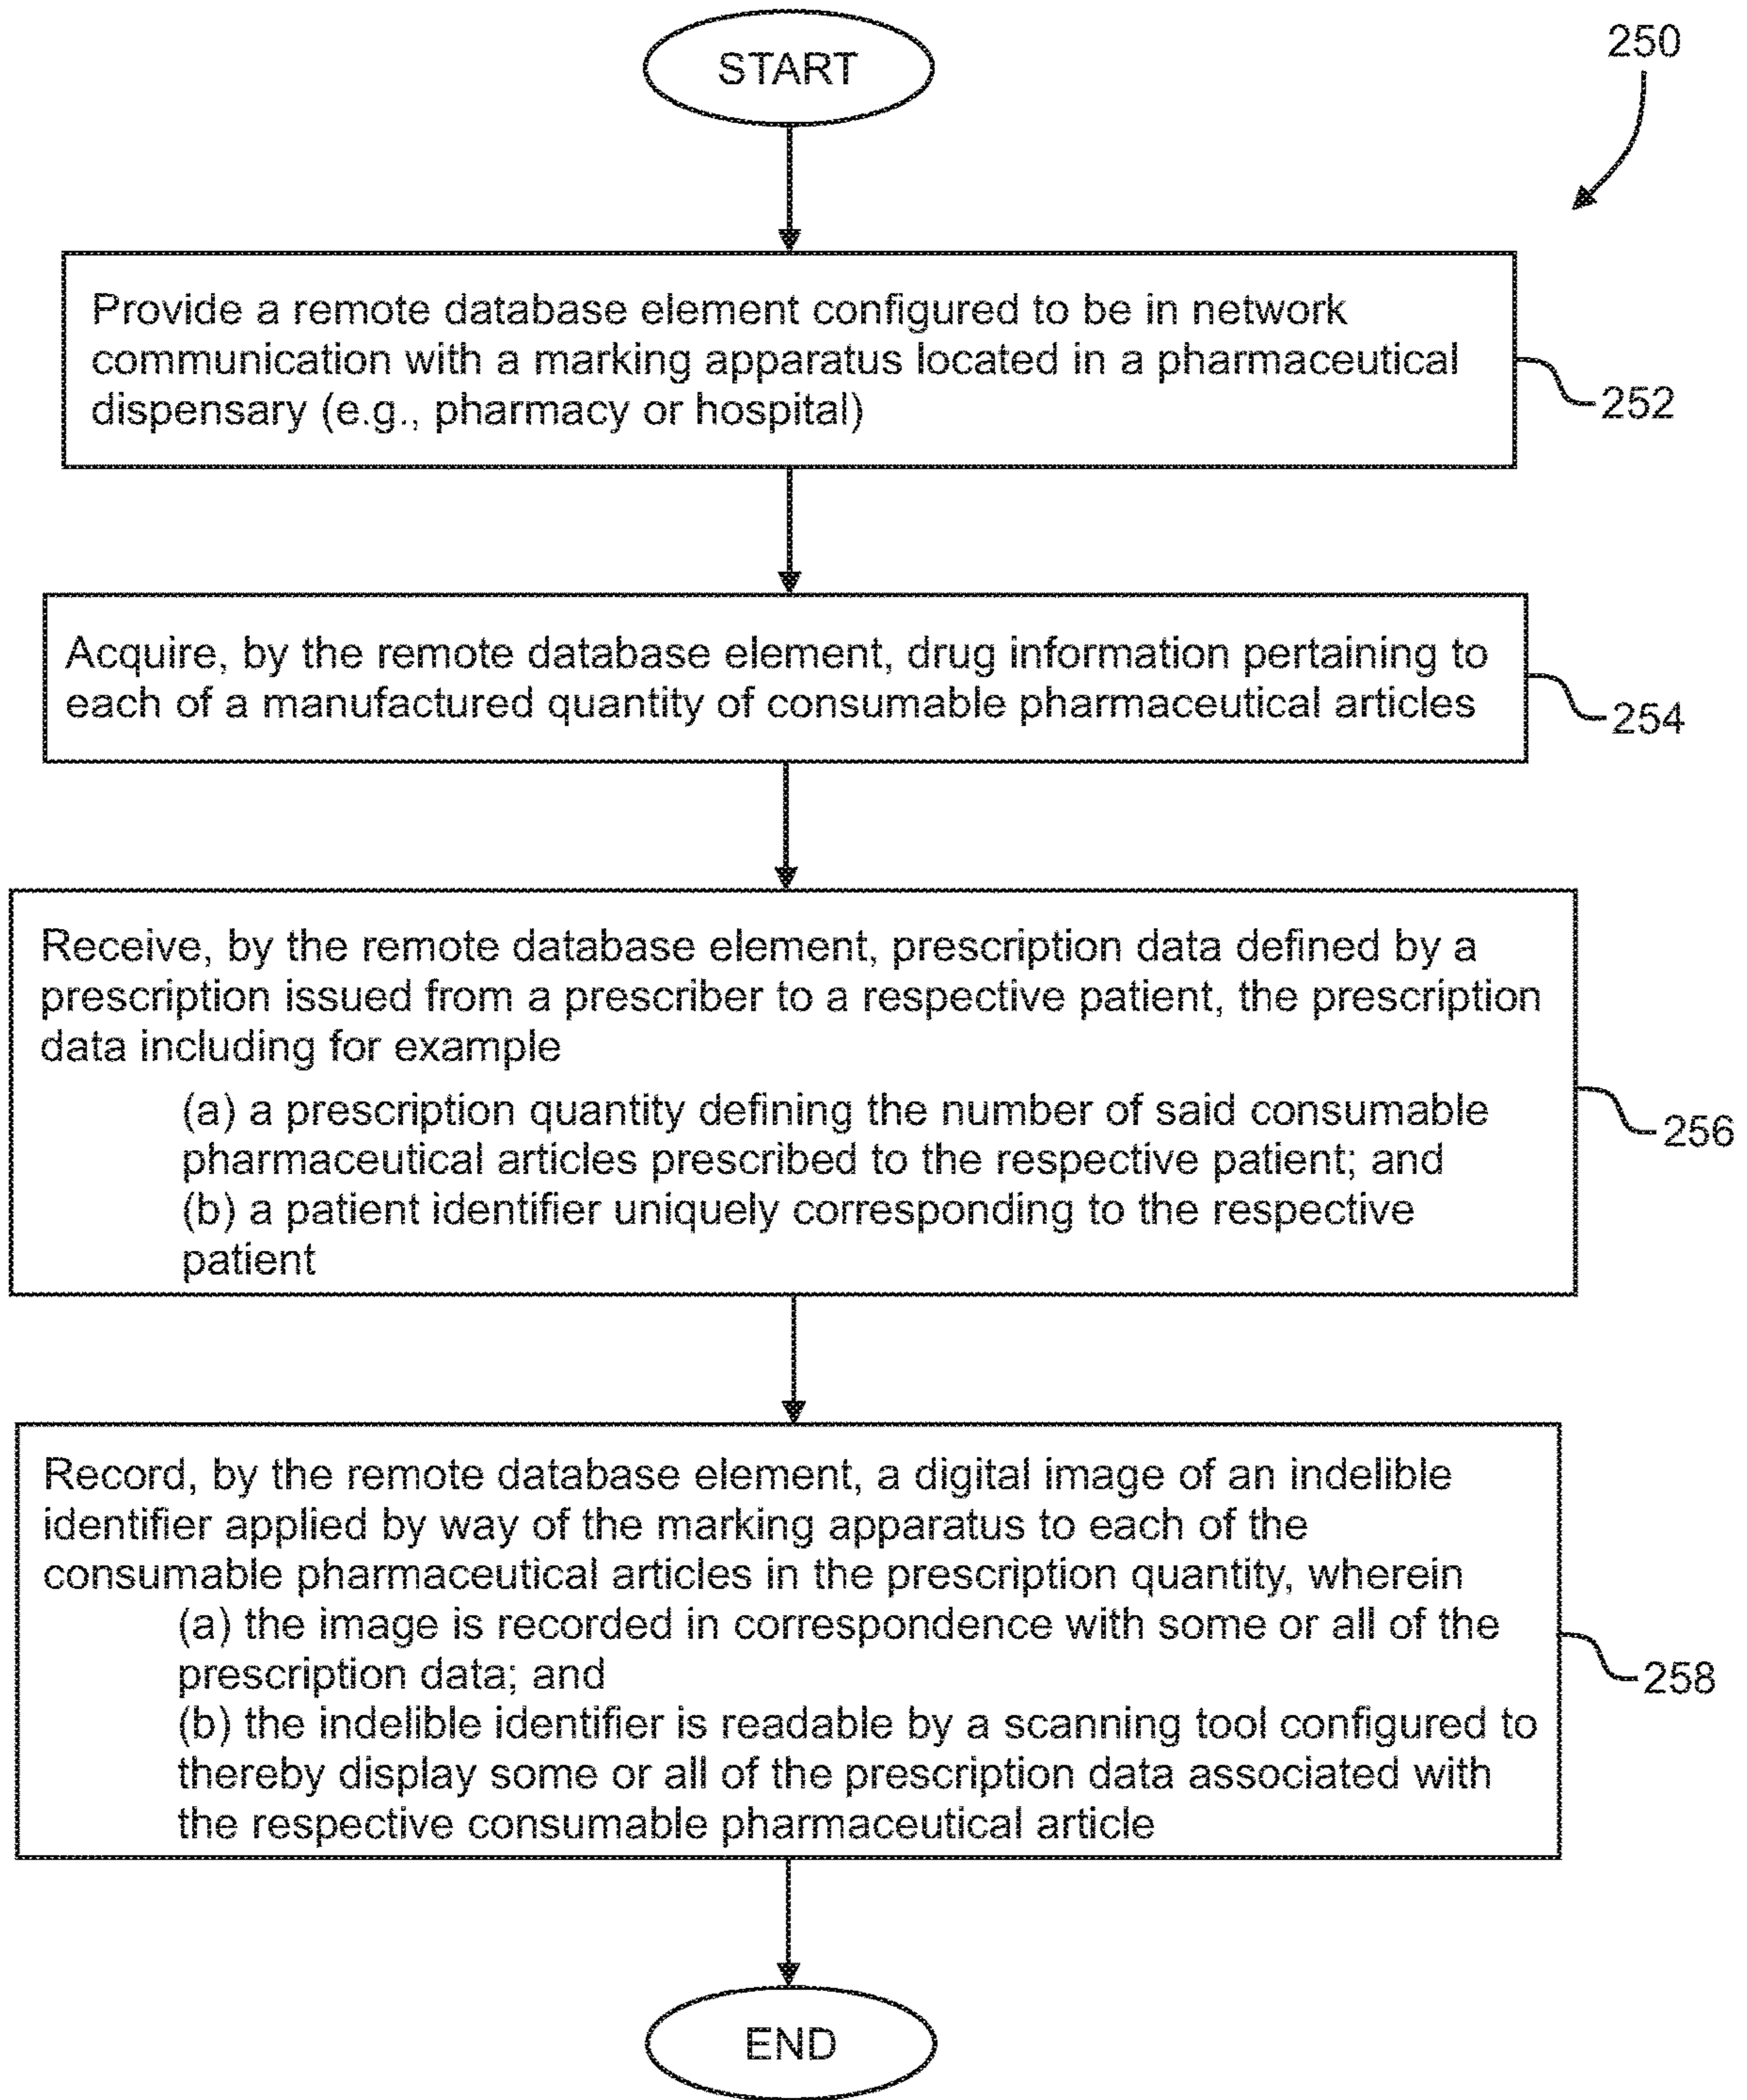 START
250
Provide a remote database element configured to be in network
communication with a marking apparatus located in a pharmaceutical
dispensary (e.g., pharmacy or hospital)
252
Acquire, by the remote database element, drug information pertaining to
each of a manufactured quantity of consumable pharmaceutical articles
254
Receive, by the remote database element, prescription data defined by a
prescription issued from a prescriber to a respective patient, the prescription
data including for example
(a) a prescription quantity defining the number of said consumable
pharmaceutical articles prescribed to the respective patient; and
(b) a patient identifier uniquely corresponding to the respective
patient
256
Record, by the remote database element, a digital image of an indelible
identifier applied by way of the marking apparatus to each of the
consumable pharmaceutical articles in the prescription quantity, wherein
(a) the image is recorded in correspondence with some or all of the
prescription data; and
(b) the indelible identifier is readable by a scanning tool configured to
thereby display some or all of the prescription data associated with
the respective consumable pharmaceutical article
258
END